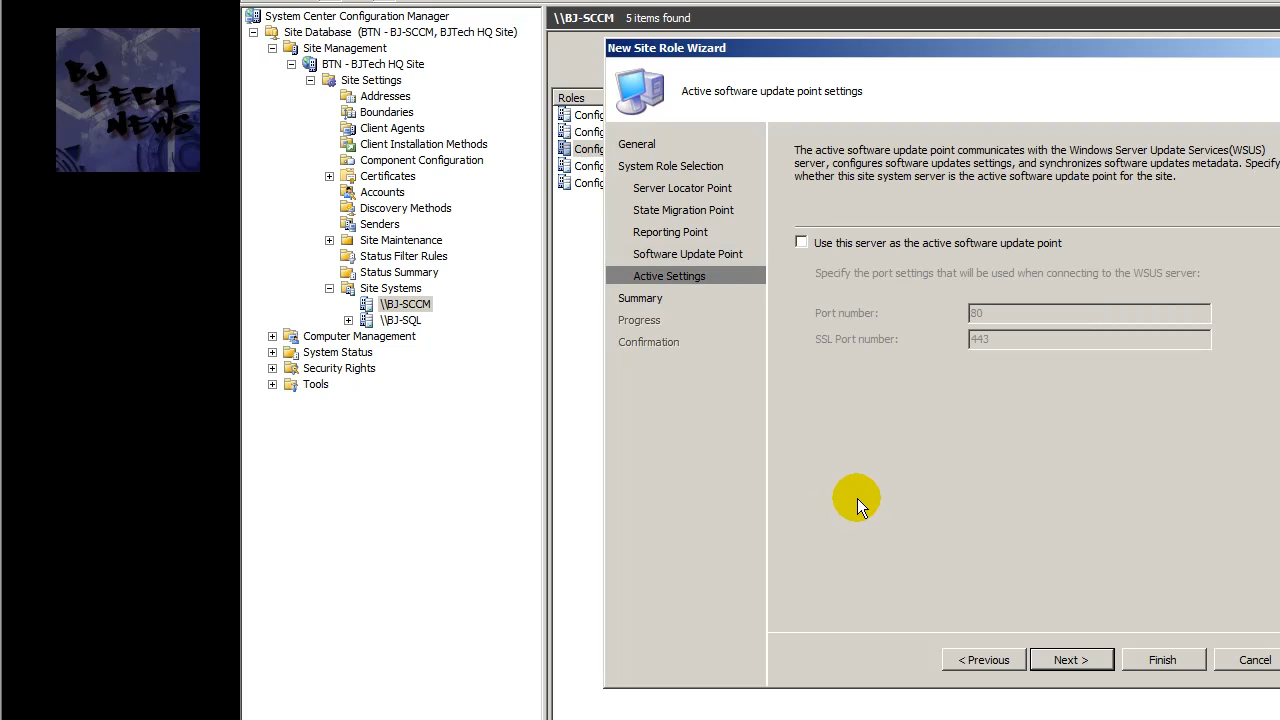 BJ
TECH
NEWS
System Center Configuration Manager
Site Database (BTN - BJ-SCCM, BJTech HQ Site)
Site Management
BTN - BJTech HQ Site
Site Settings
Addresses
Boundaries
Client Agents
Client Installation Methods
Component Configuration
Certificates
Accounts
Discovery Methods
Senders
Site Maintenance
Status Filter Rules
Status Summary
Site Systems
\\BJ-SCCM
\\BJ-SQL
Computer Management
System Status
Security Rights
Tools
\\BJ-SCCM 5 items found
Roles
Config
Config
Config
Config
Config
New Site Role Wizard
Active software update point settings
General
System Role Selection
Server Locator Point
State Migration Point
Reporting Point
Software Update Point
Active Settings
Summary
Progress
Confirmation
The active software update point communicates with the Windows Server Update Services(WSUS)
server, configures software updates settings, and synchronizes software updates metadata. Specify
whether this site system server is the active software update point for the site.
Use this server as the active software update point
Specify the port settings that will be used when connecting to the WSUS server:
Port number: 80
SSL Port number: 443
< Previous Next > Finish Cancel